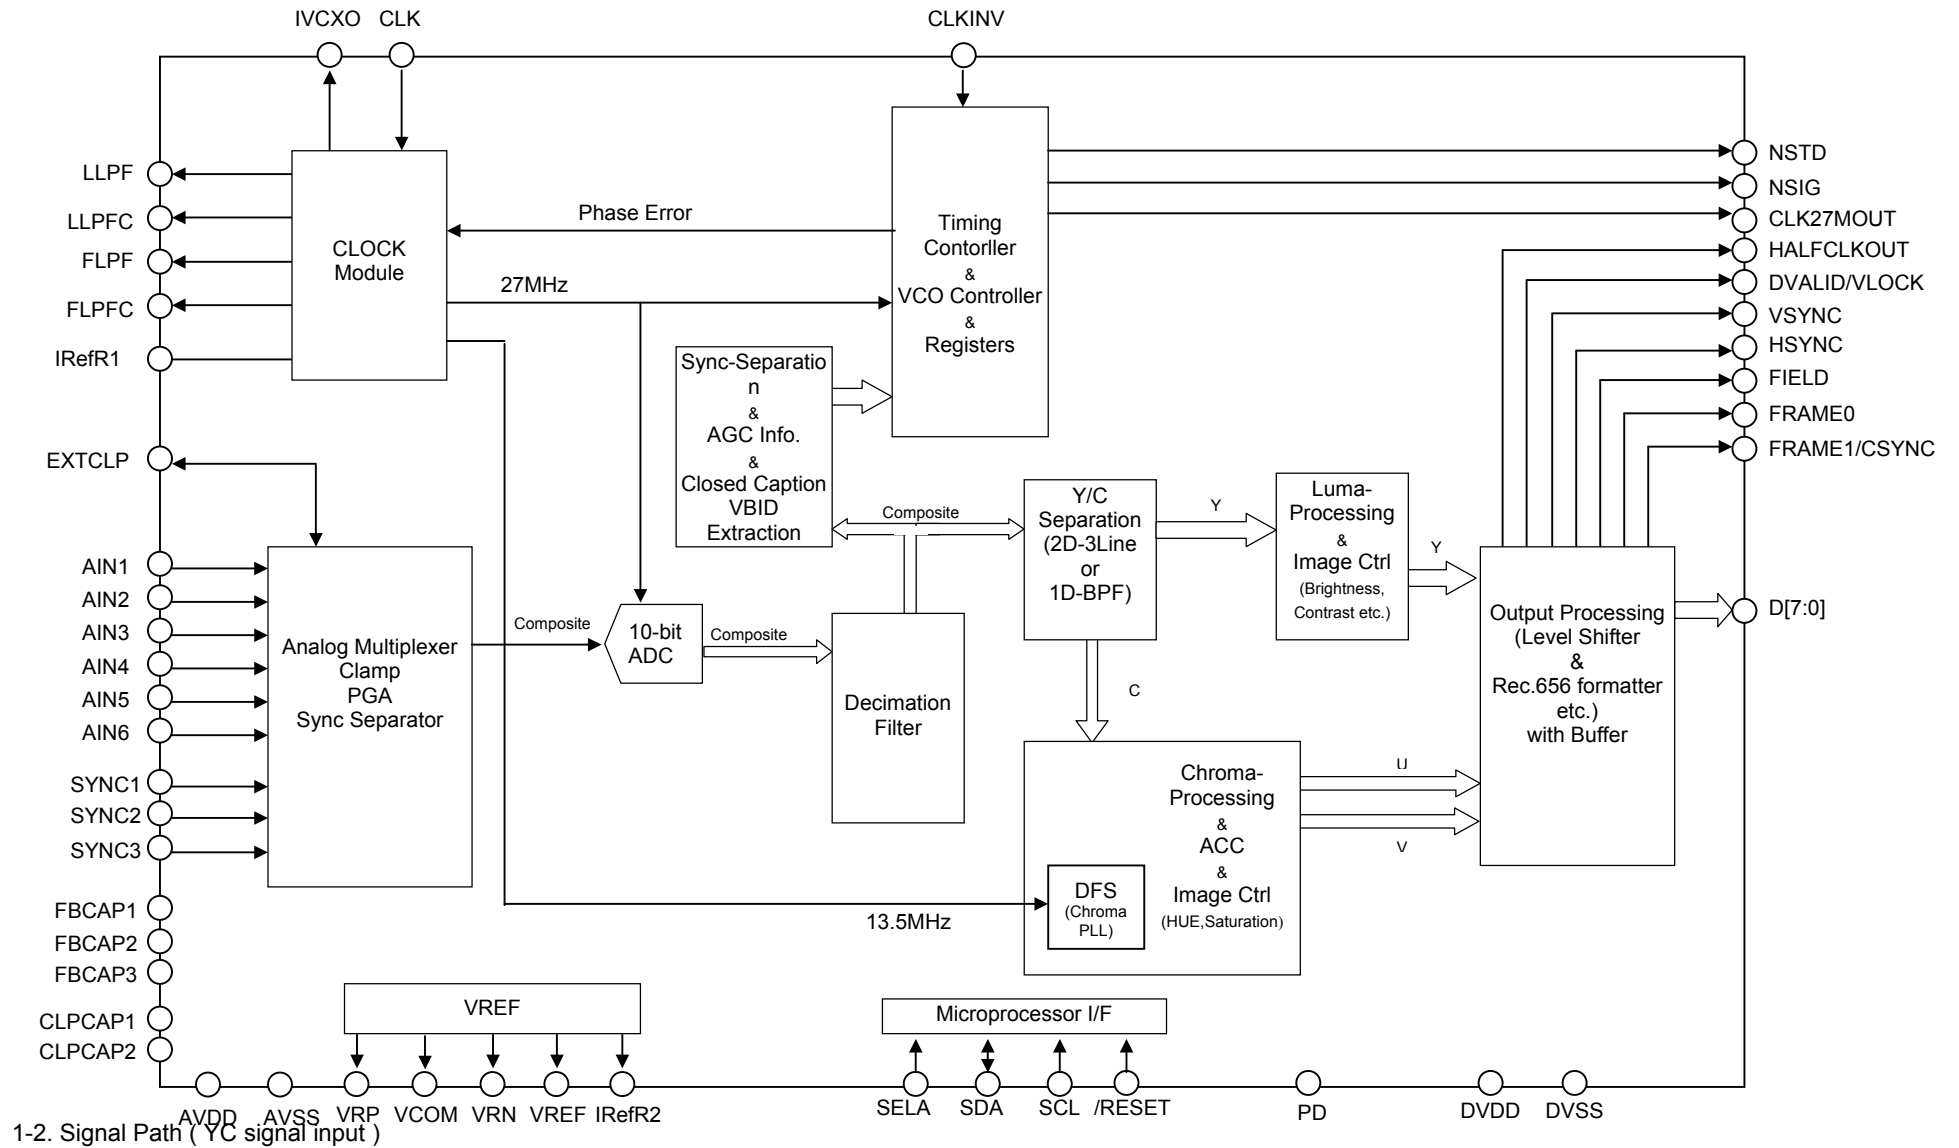 IVCXO CLK CLKINV
LLPF
LLPFC
FLPF
FLPFC
IRefR1
EXTCLP
AIN1
AIN2
AIN3
AIN4
AIN5
AIN6
SYNC1
SYNC2
SYNC3
FBCAP1
FBCAP2
FBCAP3
CLPCAP1
CLPCAP2
CLOCK
Module
Phase Error
27MHz
Timing
Contorller
&
VCO Controller
&
Registers
Sync-Separatio
n
&
AGC Info.
&
Closed Caption
VBID
Extraction
Analog Multiplexer
Clamp
PGA
Sync Separator
Composite
10-bit
ADC
Composite
Decimation
Filter
Composite
Y/C
Separation
(2D-3Line
or
1D-BPF)
Y
C
Luma-
Processing
&
Image Ctrl
(Brightness,
Contrast etc.)
Y
Chroma-
Processing
&
ACC
&
Image Ctrl
(HUE,Saturation)
DFS
(Chroma
PLL)
13.5MHz
U
V
Output Processing
(Level Shifter
&
Rec.656 formatter
etc.)
with Buffer
NSTD
NSIG
CLK27MOUT
HALFCLKOUT
DVALID/VLOCK
VSYNC
HSYNC
FIELD
FRAME0
FRAME1/CSYNC
D[7:0]
VREF
Microprocessor I/F
AVDD AVSS VRP VCOM VRN VREF IRefR2 SELA SDA SCL /RESET PD DVDD DVSS
1-2. Signal Path ( YC signal input )